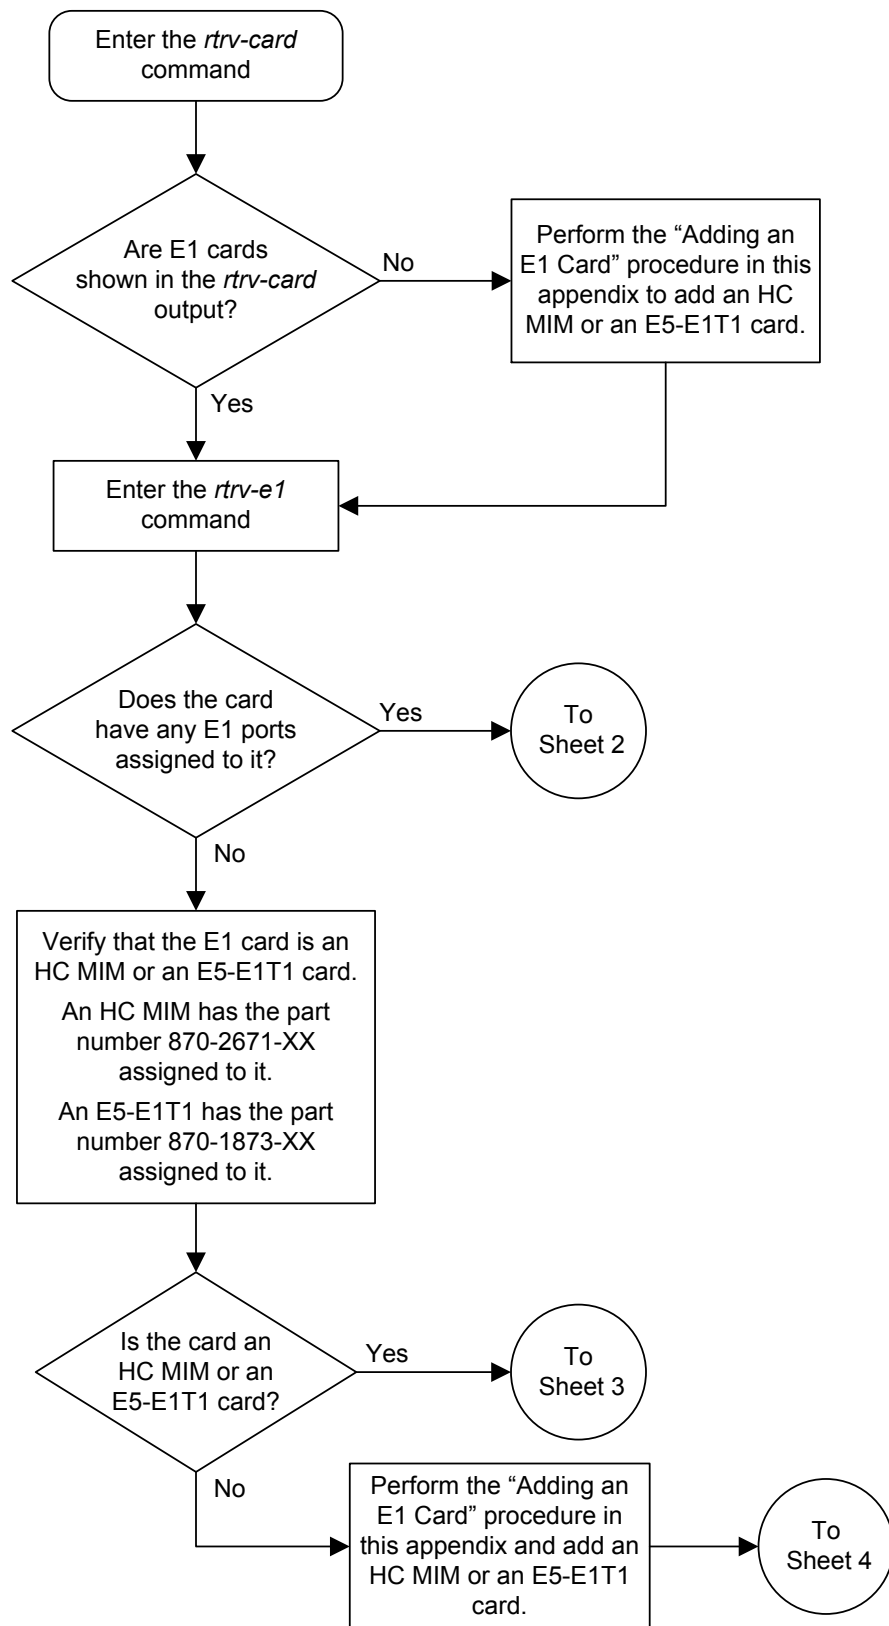 Enter the rtrv-card
command
Are E1 cards
shown in the rtrv-card
output?
No
Perform the “Adding an
E1 Card” procedure in this
appendix to add an HC
MIM or an E5-E1T1 card.
Yes
Enter the rtrv-e1
command
Does the card
have any E1 ports
assigned to it?
Yes
To
Sheet 2
No
Verify that the E1 card is an
HC MIM or an E5-E1T1 card.
An HC MIM has the part
number 870-2671-XX
assigned to it.
An E5-E1T1 has the part
number 870-1873-XX
assigned to it.
Is the card an
HC MIM or an
E5-E1T1 card?
Yes
To
Sheet 3
No
Perform the “Adding an
E1 Card” procedure in
this appendix and add an
HC MIM or an E5-E1T1
card.
To
Sheet 4